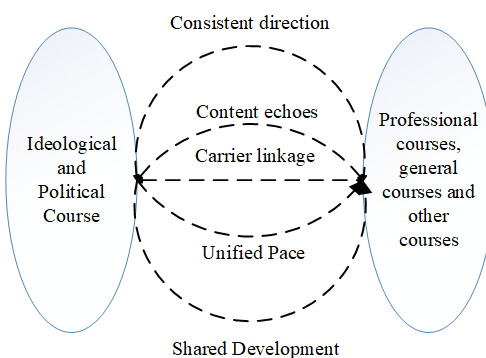 Consistent direction
Content echoes
Carrier linkage
Unified Pace
Shared Development
Ideological
and
Political
Course
Professional
courses,
general
courses and
other
courses